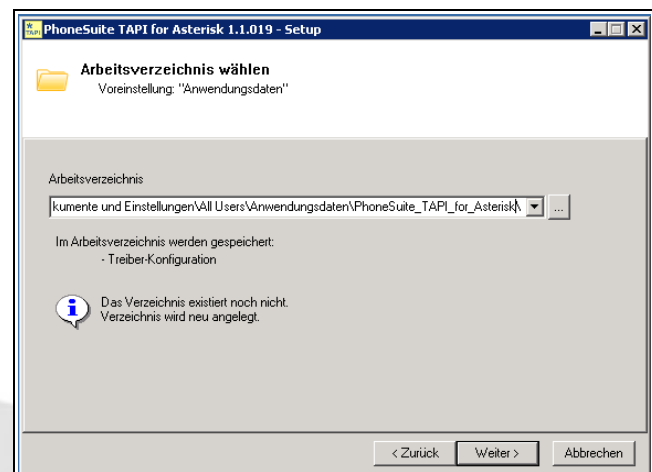 TAPI
PhoneSuite TAPI for Asterisk 1.1.019 - Setup
Arbeitsverzeichnis wählen
Voreinstellung: "Anwendungsdaten"
Arbeitsverzeichnis
kumente und Einstellungen\All Users\Anwendungsdaten\PhoneSuite_TAPI_for_Asterisk\
...
Im Arbeitsverzeichnis werden gespeichert:
- Treiber-Konfiguration
Das Verzeichnis existiert noch nicht.
Verzeichnis wird neu angelegt.
< Zurück
Weiter >
Abbrechen